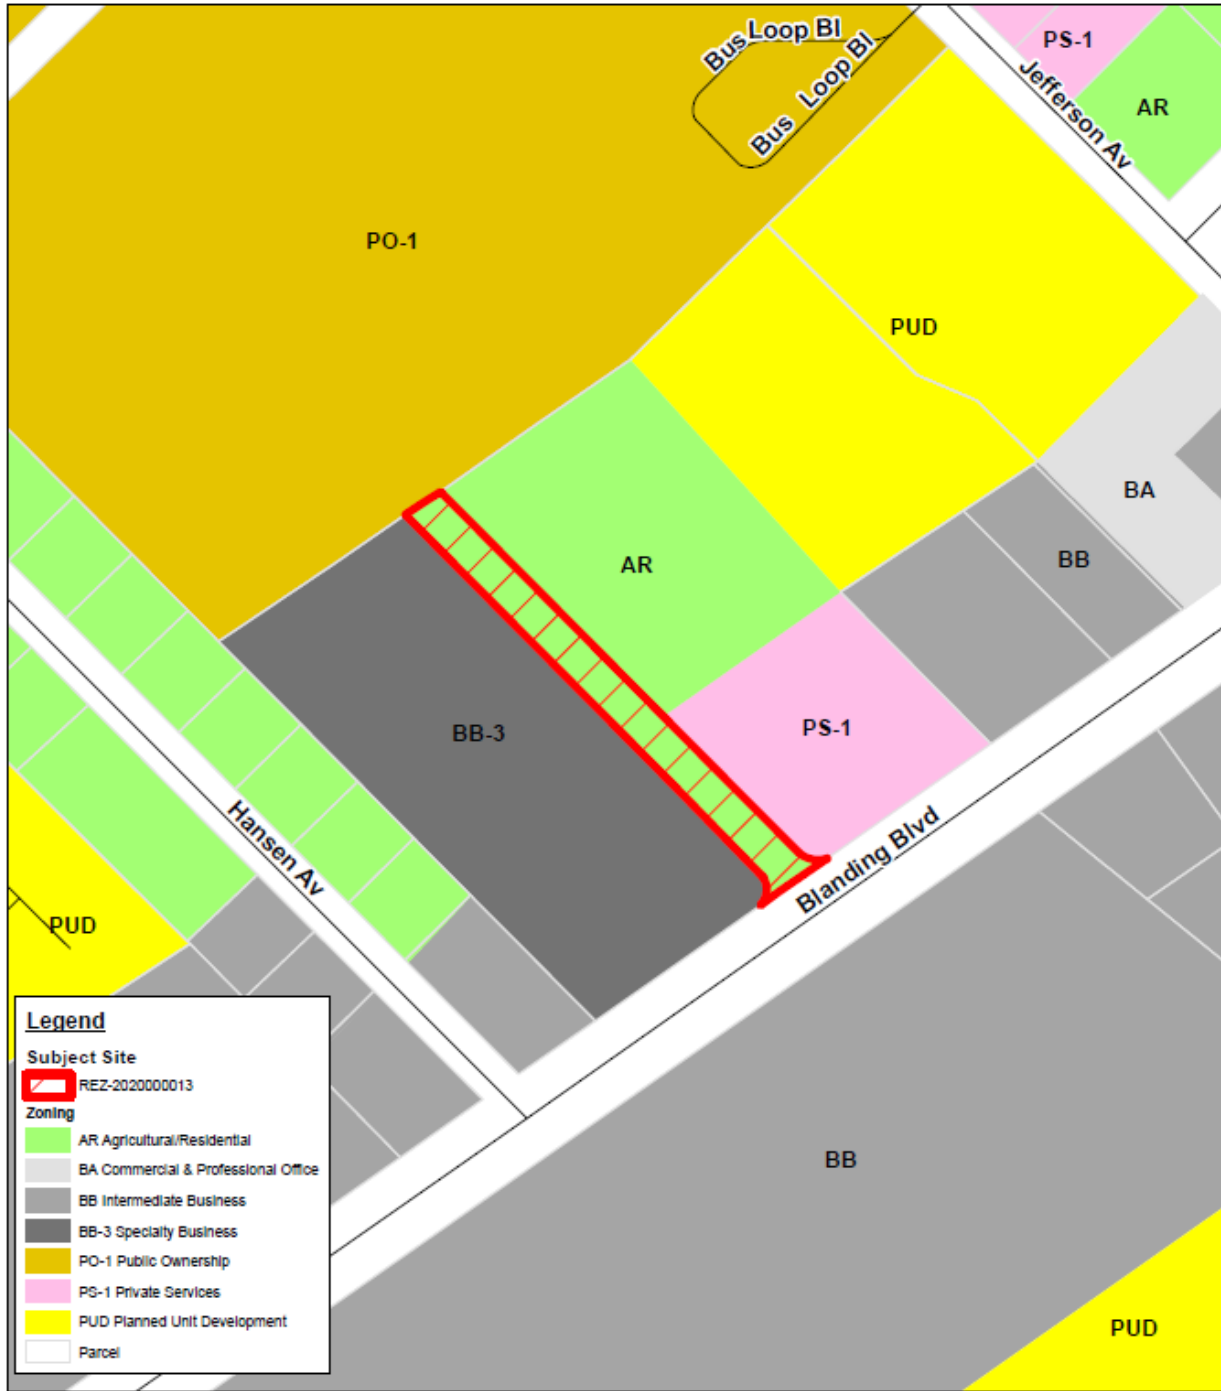 Bus Loop Bl
Bus Loop Bl
PS-1
Jefferson Av
AR
PO-1
PUD
BA
BB
AR
PS-1
BB-3
Hansen Av
Blanding Blvd
PUD
BB
PUD
Legend
Subject Site
REZ-2020000013
Zoning
AR Agricultural/Residential
BA Commercial & Professional Office
BB Intermediate Business
BB-3 Specialty Business
PO-1 Public Ownership
PS-1 Private Services
PUD Planned Unit Development
Parcel